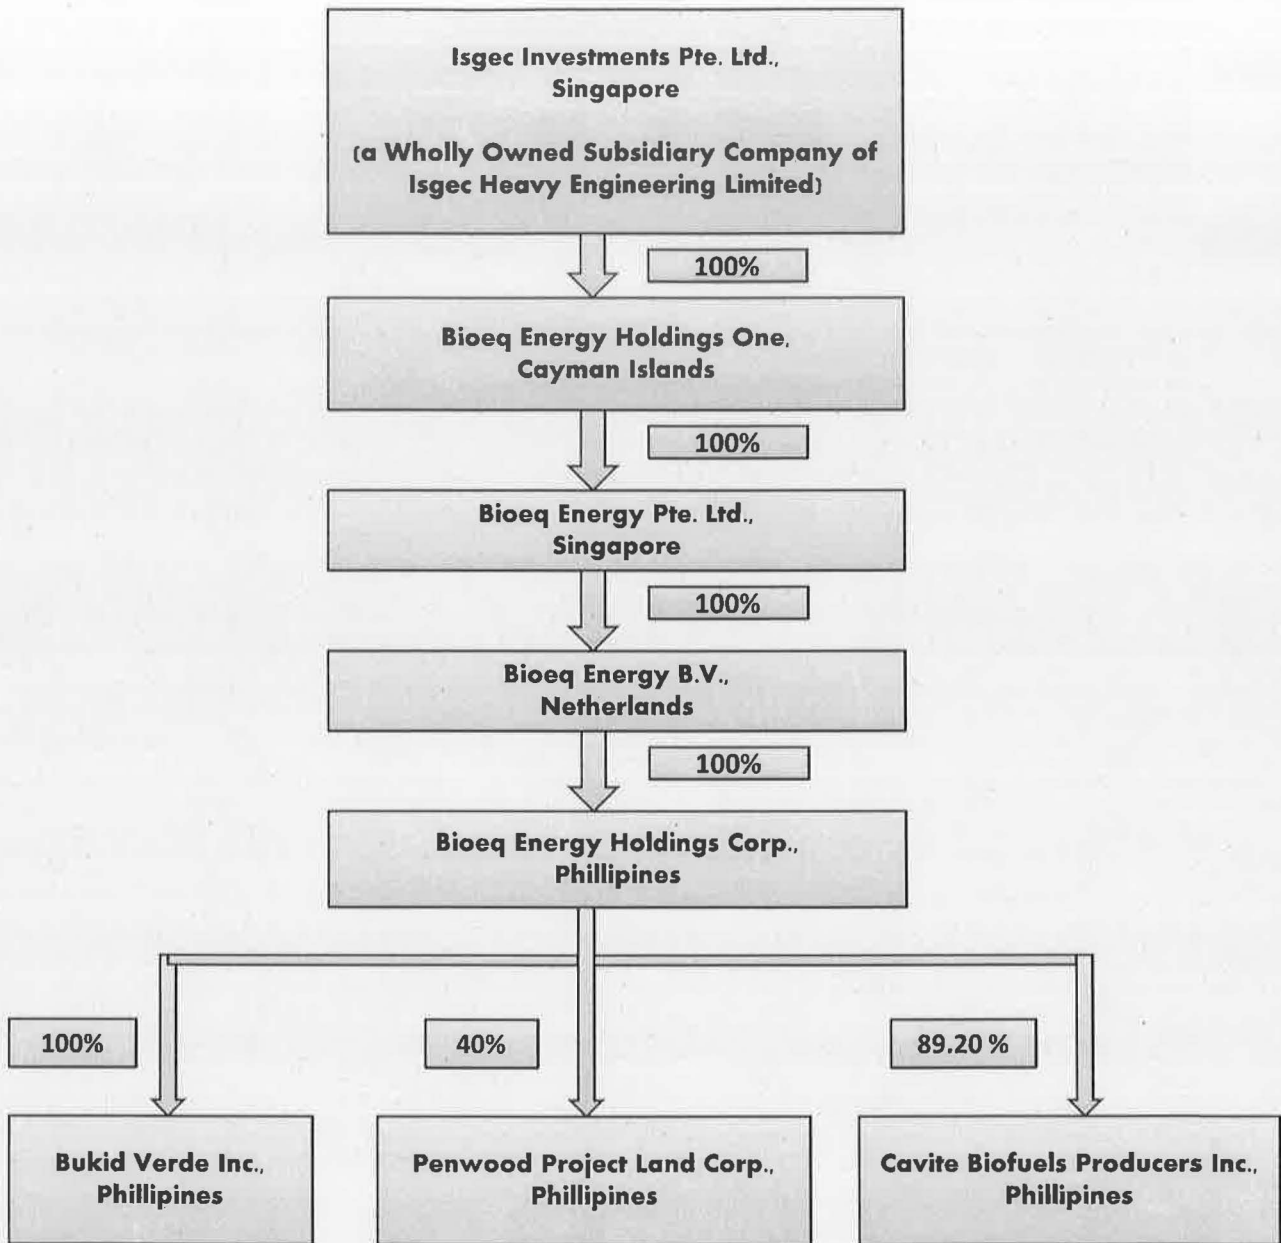 Isgec Investments Pte. Ltd.,
Singapore
(a Wholly Owned Subsidiary Company of
Isgec Heavy Engineering Limited)
100%
Bioeq Energy Holdings One,
Cayman Islands
100%
Bioeq Energy Pte. Ltd.,
Singapore
100%
Bioeq Energy B.V.,
Netherlands
100%
Bioeq Energy Holdings Corp.,
Phillipines
100%
40%
89.20 %
Bukid Verde Inc.,
Phillipines
Penwood Project Land Corp.,
Phillipines
Cavite Biofuels Producers Inc.,
Phillipines